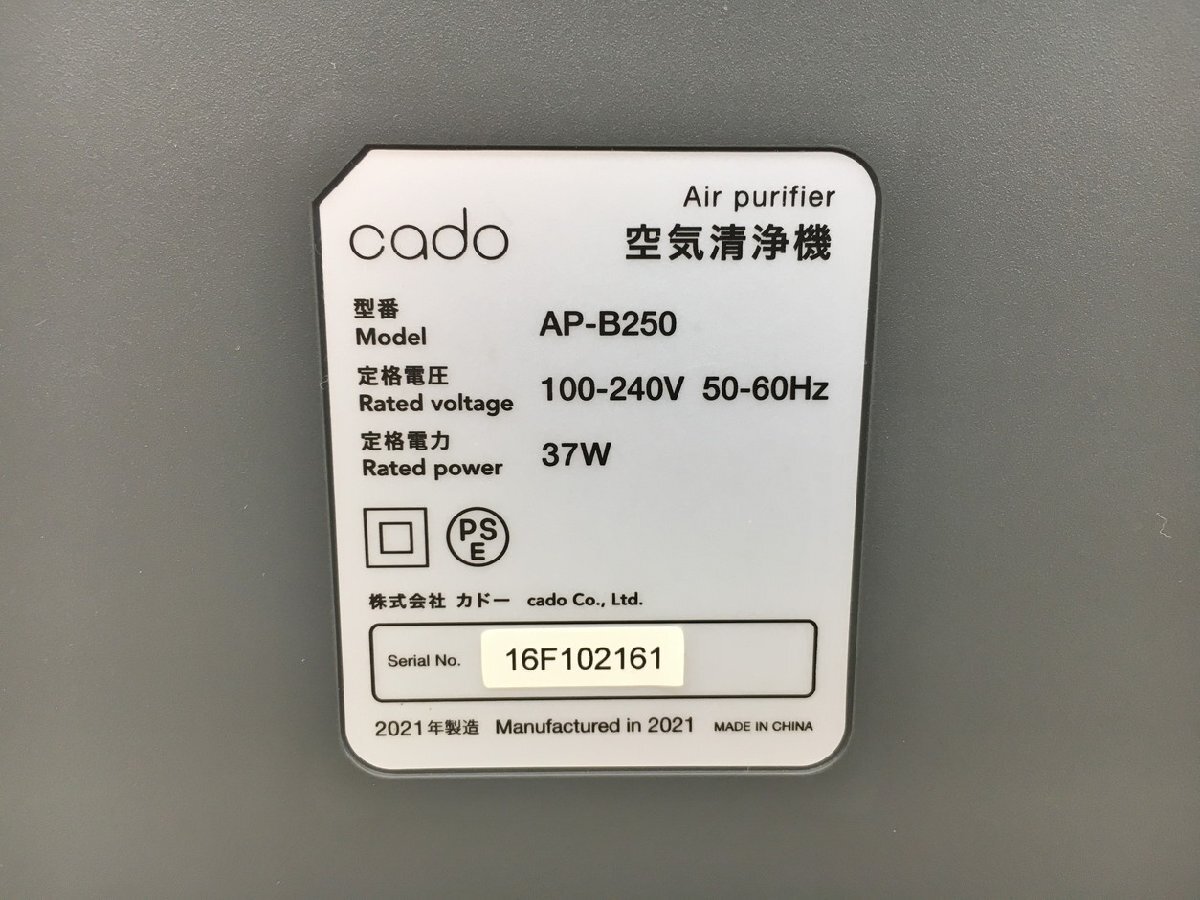 Air purifier
cado 空気清浄機
型番
Model AP-B250
定格電圧
Rated voltage 100-240V 50-60Hz
定格電力
Rated power 37W
PS
E
株式会社 カドー cado Co., Ltd.
Serial No. 16F102161
2021年製造 Manufactured in 2021 MADE IN CHINA